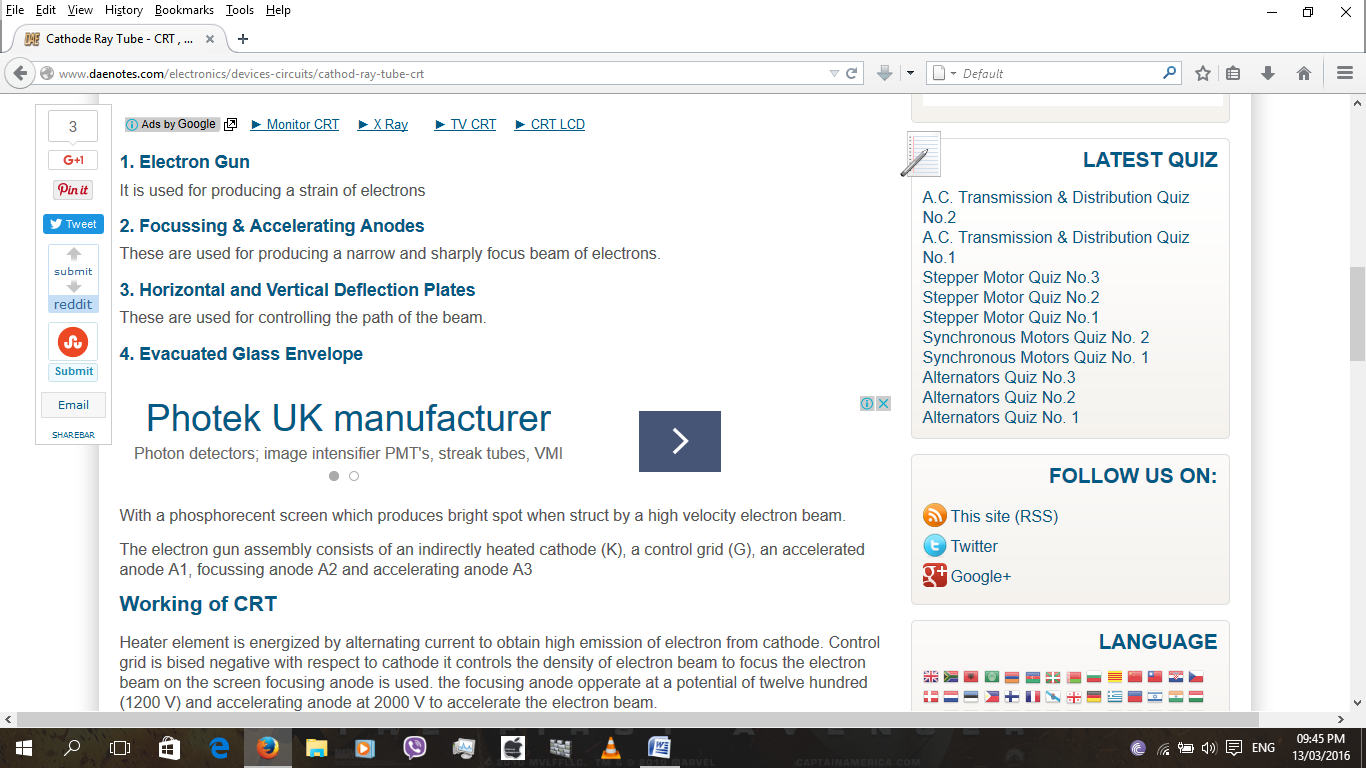 File Edit View History Bookmarks Tools Help
Cathode Ray Tube - CRT , ...
www.daenotes.com/electronics/devices-circuits/cathod-ray-tube-crt
Default
3
G+1
Pin it
Tweet
submit
reddit
Submit
Email
SHAREBAR
Ads by Google
► Monitor CRT ► X Ray ► TV CRT ► CRT LCD
1. Electron Gun
It is used for producing a strain of electrons
2. Focussing & Accelerating Anodes
These are used for producing a narrow and sharply focus beam of electrons.
3. Horizontal and Vertical Deflection Plates
These are used for controlling the path of the beam.
4. Evacuated Glass Envelope
Photek UK manufacturer
Photon detectors; image intensifier PMT's, streak tubes, VMI
With a phosphorecent screen which produces bright spot when struct by a high velocity electron beam.
The electron gun assembly consists of an indirectly heated cathode (K), a control grid (G), an accelerated
anode A1, focussing anode A2 and accelerating anode A3
Working of CRT
Heater element is energized by alternating current to obtain high emission of electron from cathode. Control
grid is bised negative with respect to cathode it controls the density of electron beam to focus the electron
beam on the screen focusing anode is used. the focusing anode opperate at a potential of twelve hundred
(1200 V) and accelerating anode at 2000 V to accelerate the electron beam.
LATEST QUIZ
A.C. Transmission & Distribution Quiz
No.2
A.C. Transmission & Distribution Quiz
No.1
Stepper Motor Quiz No.3
Stepper Motor Quiz No.2
Stepper Motor Quiz No.1
Synchronous Motors Quiz No. 2
Synchronous Motors Quiz No. 1
Alternators Quiz No.3
Alternators Quiz No.2
Alternators Quiz No. 1
FOLLOW US ON:
This site (RSS)
Twitter
Google+
LANGUAGE
ENG
09:45 PM
13/03/2016
CAPTAINAMERICA.COM